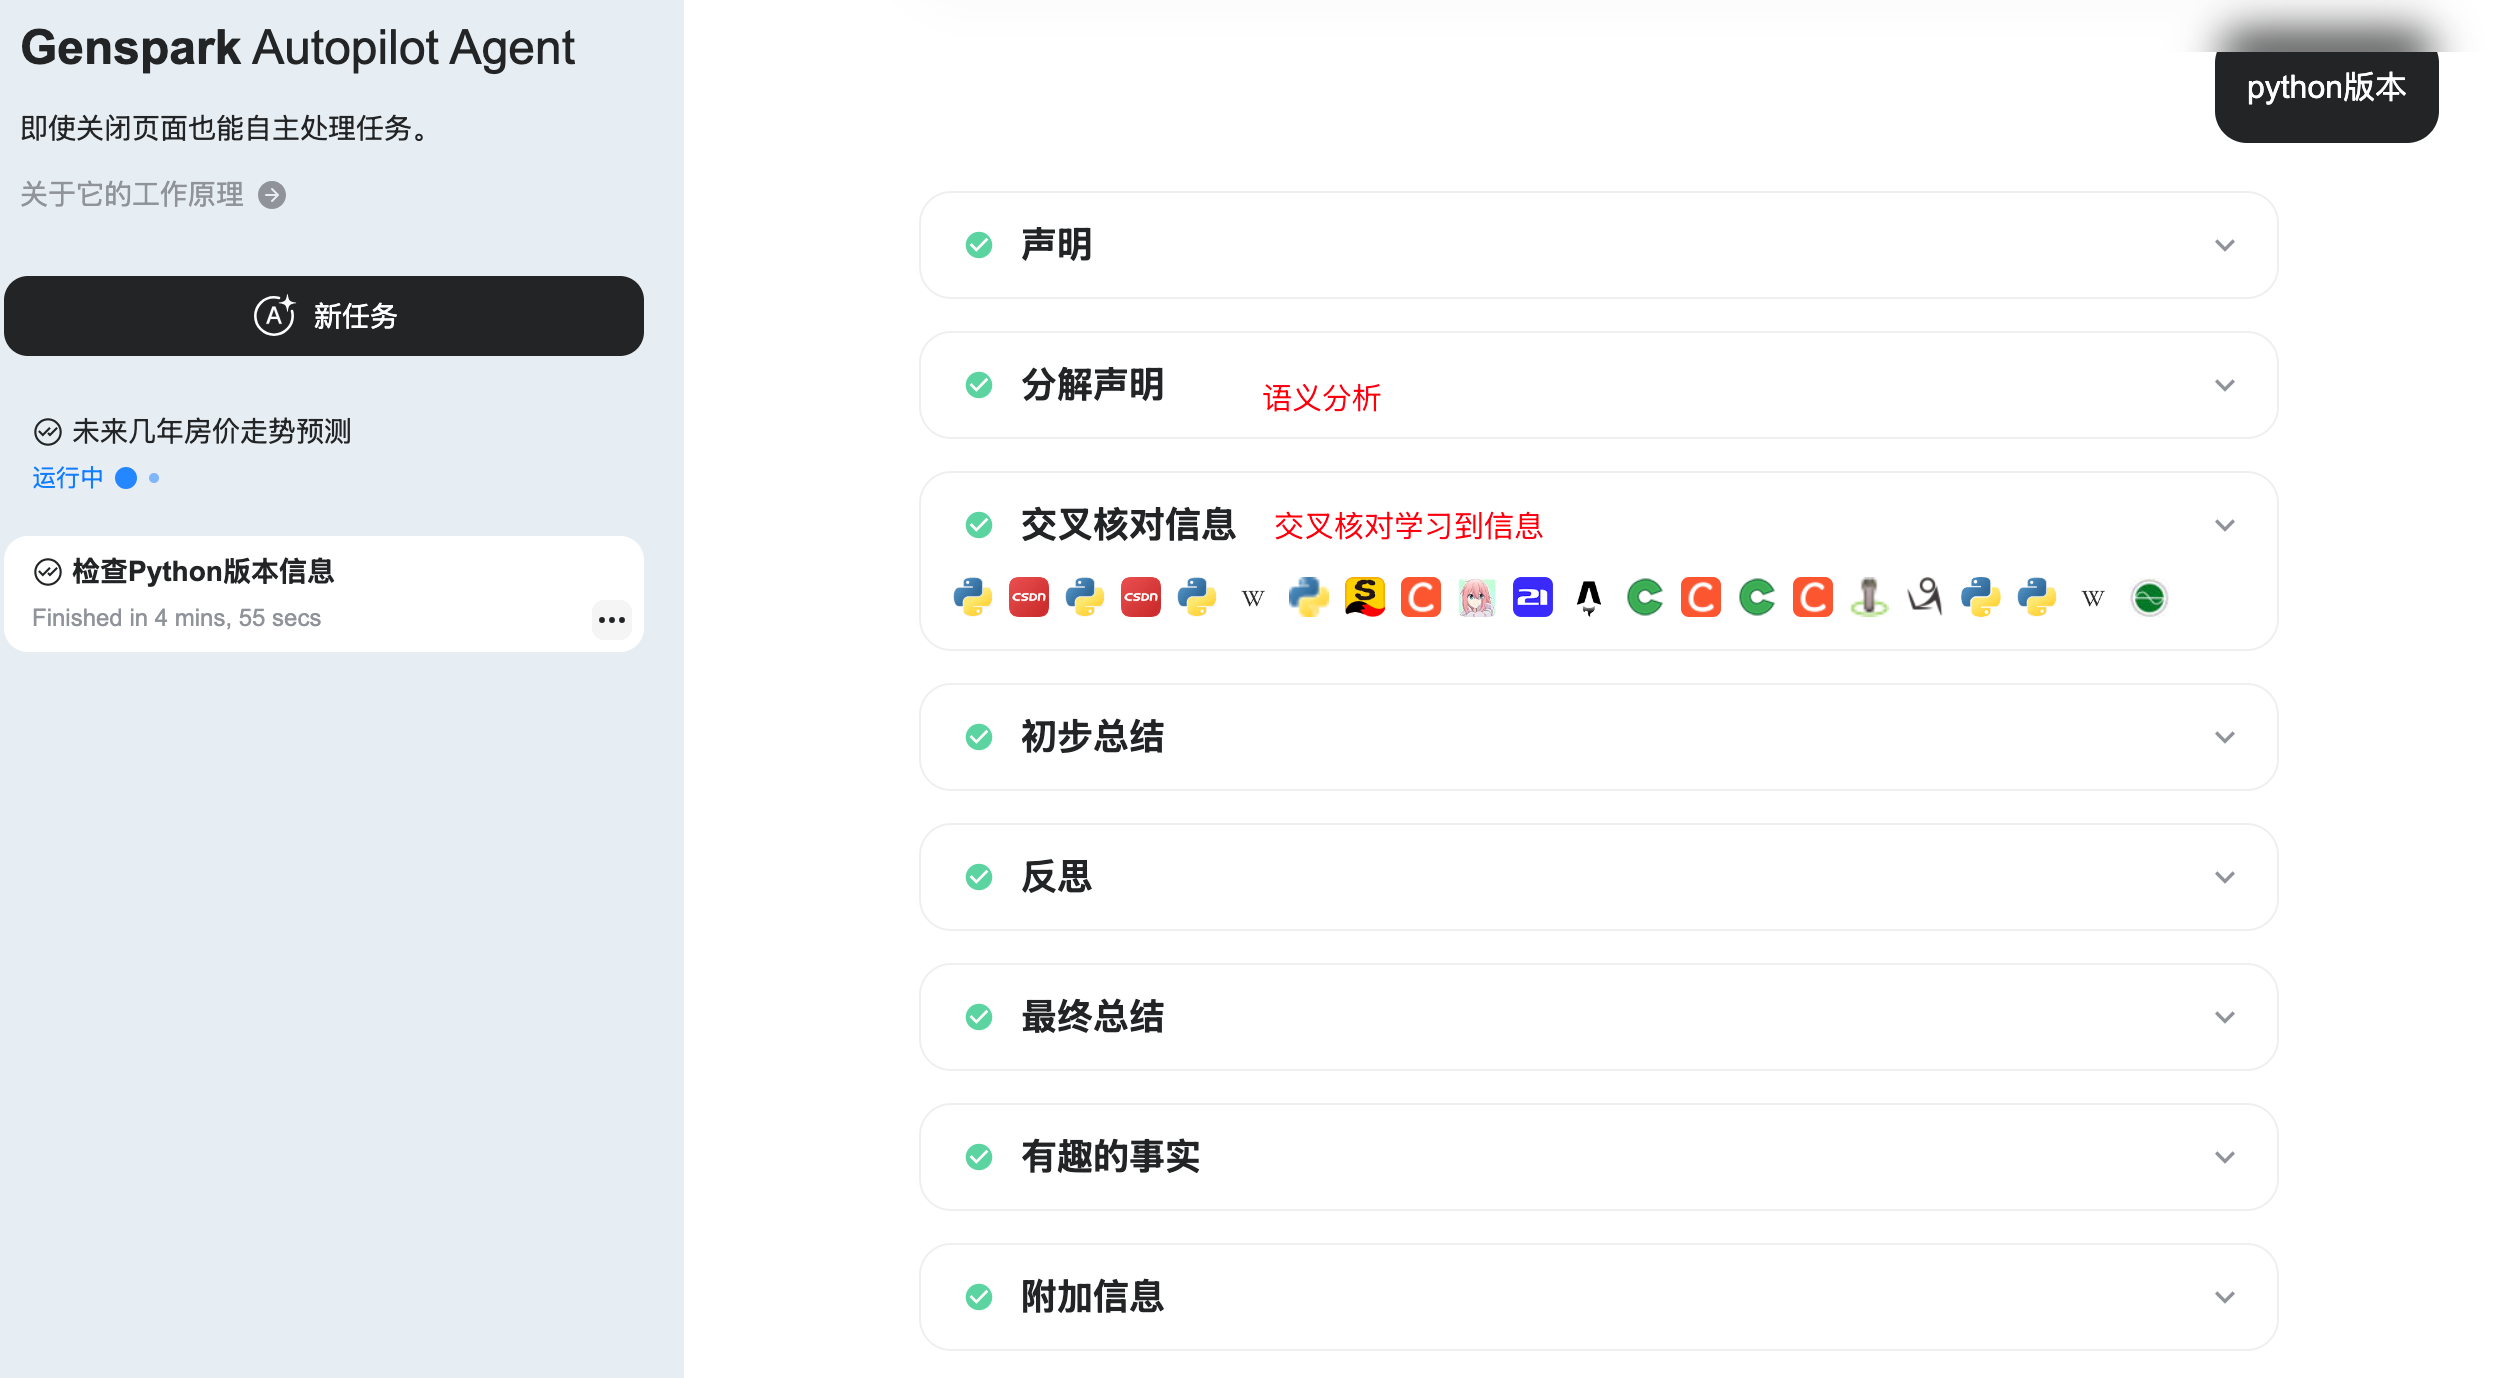 Genspark Autopilot Agent
即使关闭页面也能自主处理任务。
关于它的工作原理
新任务
未来几年房价走势预测
运行中
检查Python版本信息
Finished in 4 mins, 55 secs
python版本
声明
分解声明
语义分析
交叉核对信息
交叉核对学习到信息
CSDN
CSDN
W
S
C
21
C
C
C
C
W
初步总结
反思
最终总结
有趣的事实
附加信息